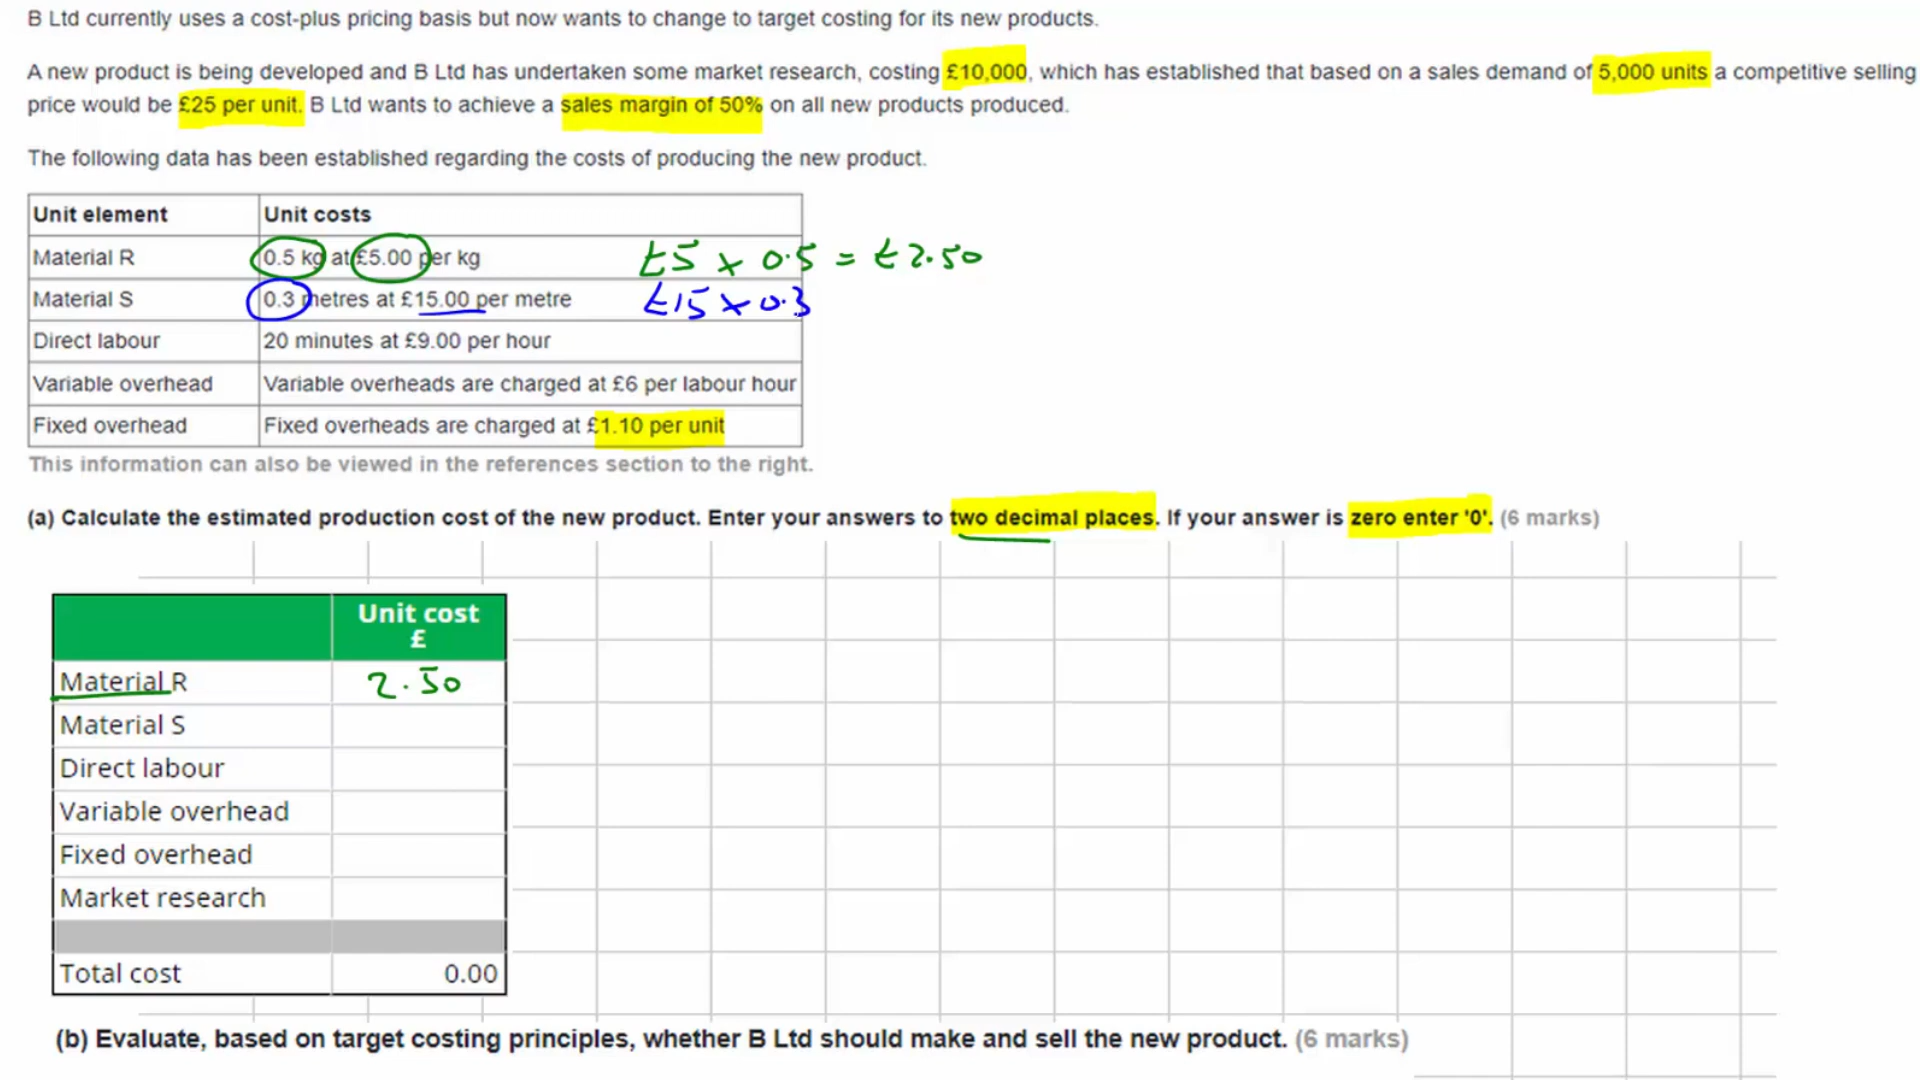 B Ltd currently uses a cost-plus pricing basis but now wants to change to target costing for its new products.
A new product is being developed and B Ltd has undertaken some market research, costing £10,000, which has established that based on a sales demand of 5,000 units a competitive selling
price would be £25 per unit. B Ltd wants to achieve a sales margin of 50% on all new products produced.
The following data has been established regarding the costs of producing the new product.
Unit element Unit costs
Material R 0.5 kg at £5.00 per kg £5 × 0.5 = £2.50
Material S 0.3 metres at £15.00 per metre £15 × 0.3
Direct labour 20 minutes at £9.00 per hour
Variable overhead Variable overheads are charged at £6 per labour hour
Fixed overhead Fixed overheads are charged at £1.10 per unit
This information can also be viewed in the references section to the right.
(a) Calculate the estimated production cost of the new product. Enter your answers to two decimal places. If your answer is zero enter '0'. (6 marks)
Unit cost
£
Material R 2.50
Material S
Direct labour
Variable overhead
Fixed overhead
Market research
Total cost 0.00
(b) Evaluate, based on target costing principles, whether B Ltd should make and sell the new product. (6 marks)